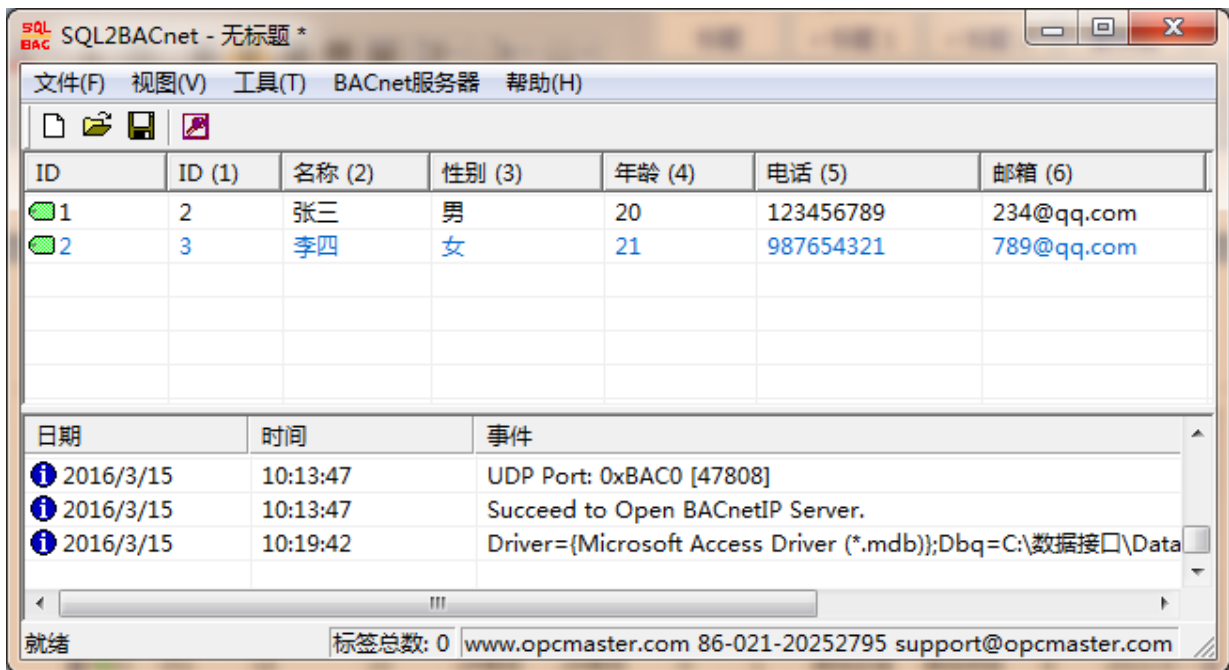 SQL BAC SQL2BACnet - 无标题 *
文件(F) 视图(V) 工具(T) BACnet服务器 帮助(H)
ID ID (1) 名称 (2) 性别 (3) 年龄 (4) 电话 (5) 邮箱 (6)
1 2 张三 男 20 123456789 234@qq.com
2 3 李四 女 21 987654321 789@qq.com
日期 时间 事件
2016/3/15 10:13:47 UDP Port: 0xBAC0 [47808]
2016/3/15 10:13:47 Succeed to Open BACnetIP Server.
2016/3/15 10:19:42 Driver={Microsoft Access Driver (*.mdb)};Dbq=C:\数据接口\Data
就绪 标签总数: 0 www.opcmaster.com 86-021-20252795 support@opcmaster.com